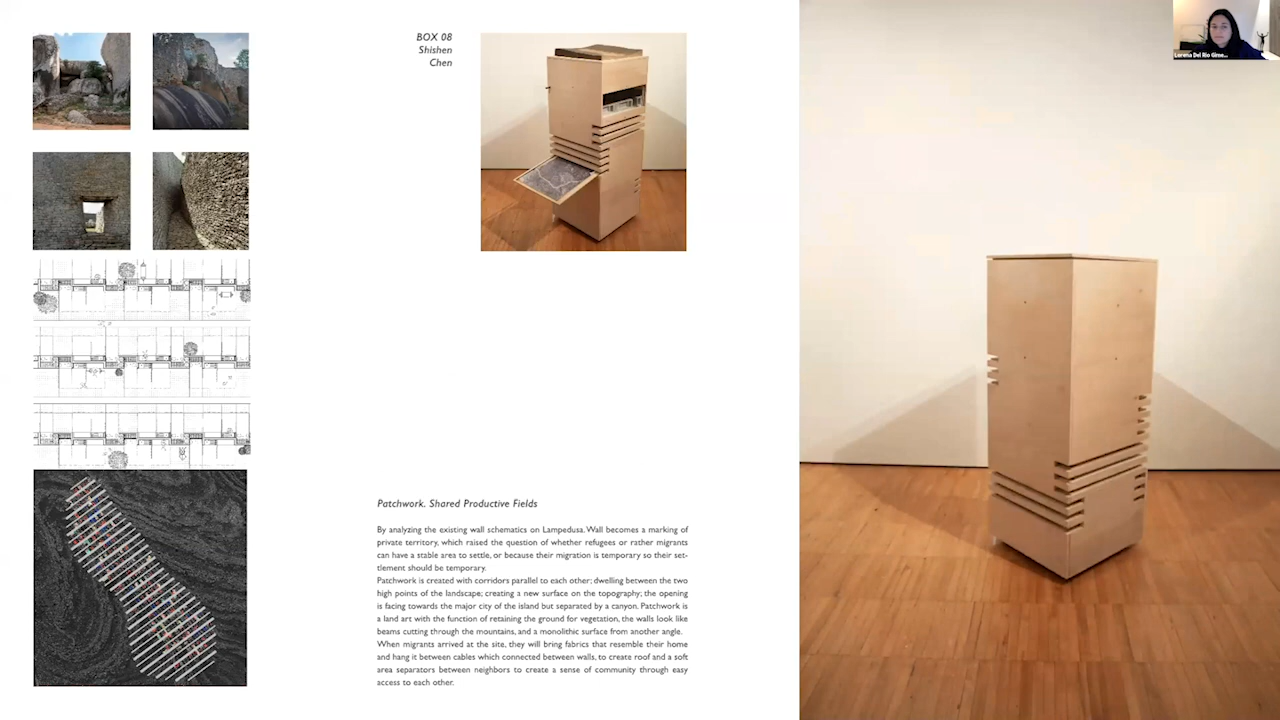 BOX 08
Shishen
Chen
Lorena Del Rio Gime...
Patchwork. Shared Productive Fields
By analyzing the existing wall schematics on Lampedusa. Wall becomes a marking of
private territory, which raised the question of whether refugees or rather migrants
can have a stable area to settle, or because their migration is temporary so their set-
tlement should be temporary.
Patchwork is created with corridors parallel to each other; dwelling between the two
high points of the landscape; creating a new surface on the topography; the opening
is facing towards the major city of the island but separated by a canyon. Patchwork is
a land art with the function of retaining the ground for vegetation, the walls look like
beams cutting through the mountains, and a monolithic surface from another angle.
When migrants arrived at the site, they will bring fabrics that resemble their home
and hang it between cables which connected between walls, to create roof and a soft
area separators between neighbors to create a sense of community through easy
access to each other.